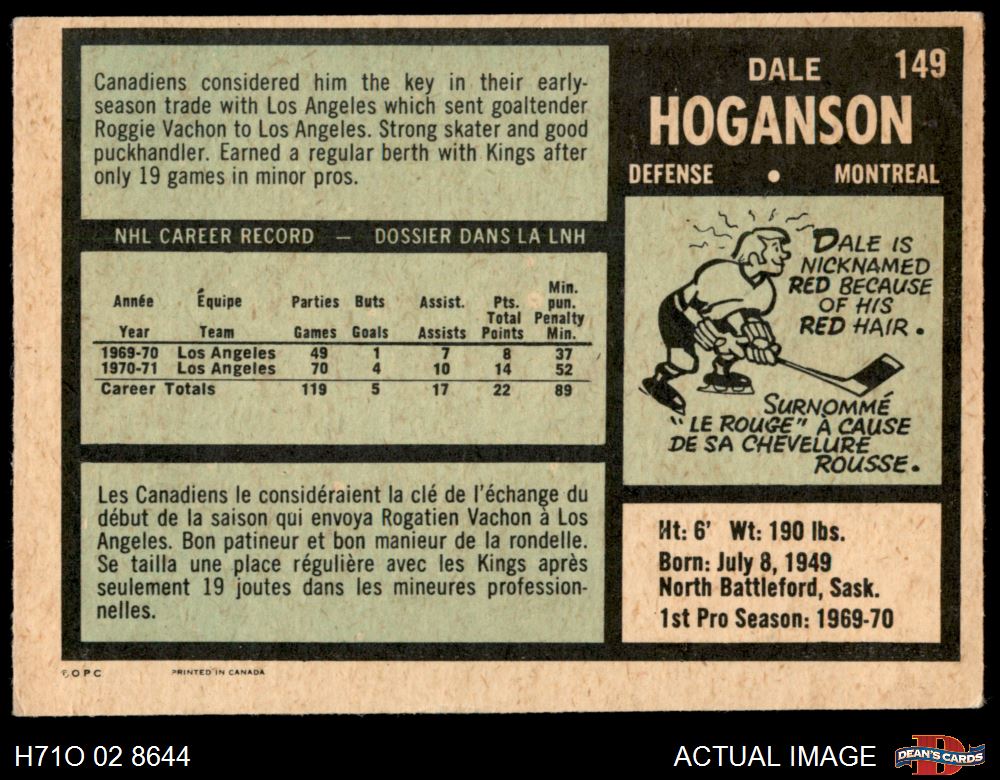 Canadiens considered him the key in their early-
season trade with Los Angeles which sent goaltender
Roggie Vachon to Los Angeles. Strong skater and good
puckhandler. Earned a regular berth with Kings after
only 19 games in minor pros.
149
DALE
HOGANSON
DEFENSE • MONTREAL
NHL CAREER RECORD — DOSSIER DANS LA LNH
Année Équipe Parties Buts Assist. Pts. Total Min. pun.
Year Team Games Goals Assists Points Penalty Min.
1969-70 Los Angeles 49 1 7 8 37
1970-71 Los Angeles 70 4 10 14 52
Career Totals 119 5 17 22 89
DALE IS
NICKNAMED
RED BECAUSE
OF HIS
RED HAIR.
SURNOMMÉ
"LE ROUGE" À CAUSE
DE SA CHEVELURE
ROUSSE.
Les Canadiens le considéraient la clé de l'échange du
début de la saison qui envoya Rogatien Vachon à Los
Angeles. Bon patineur et bon manieur de la rondelle.
Se tailla une place régulière avec les Kings après
seulement 19 joutes dans les mineures profession-
nelles.
Ht: 6' Wt: 190 lbs.
Born: July 8, 1949
North Battleford, Sask.
1st Pro Season: 1969-70
O P C PRINTED IN CANADA
H71O 02 8644
ACTUAL IMAGE
DEAN'S CARDS